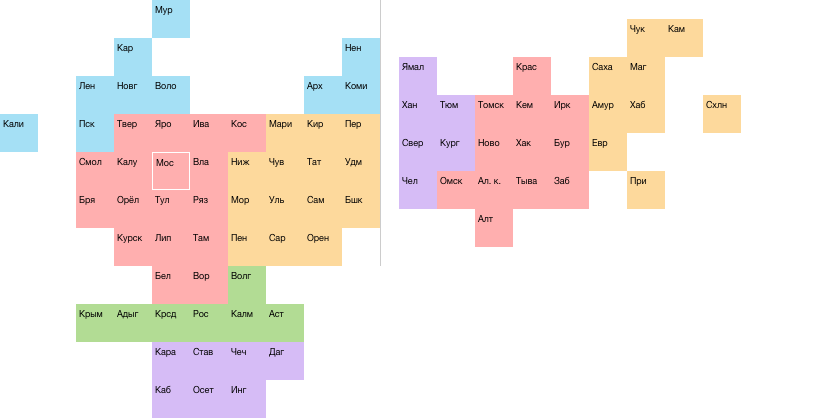 Мур
Чук Кам
Кар Нен
Ямал Крас Саха Маг
Лен Новг Воло Арх Коми
Хан Тюм Томск Кем Ирк Амур Хаб Схлн
Кали Пск Твер Яро Ива Кос Мари Кир Пер
Свер Кург Ново Хак Бур Евр
Смол Калу Мос Вла Ниж Чув Тат Удм
Чел Омск Ал. к. Тыва Заб При
Бря Орёл Тул Ряз Мор Уль Сам Бшк
Алт
Курск Лип Там Пен Сар Орен
Бел Вор Волг
Крым Адыг Крсд Рос Калм Аст
Кара Став Чеч Даг
Каб Осет Инг